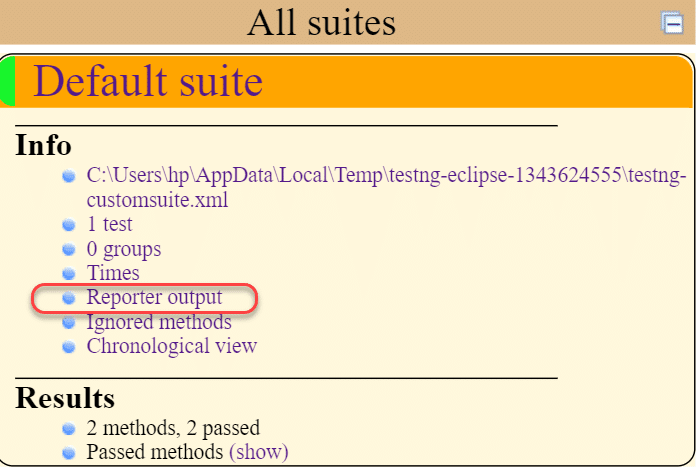 All suites
Default suite
Info
C:\Users\hp\AppData\Local\Temp\testng-eclipse-1343624555\testng-
customsuite.xml
1 test
0 groups
Times
Reporter output
Ignored methods
Chronological view
Results
2 methods, 2 passed
Passed methods (show)